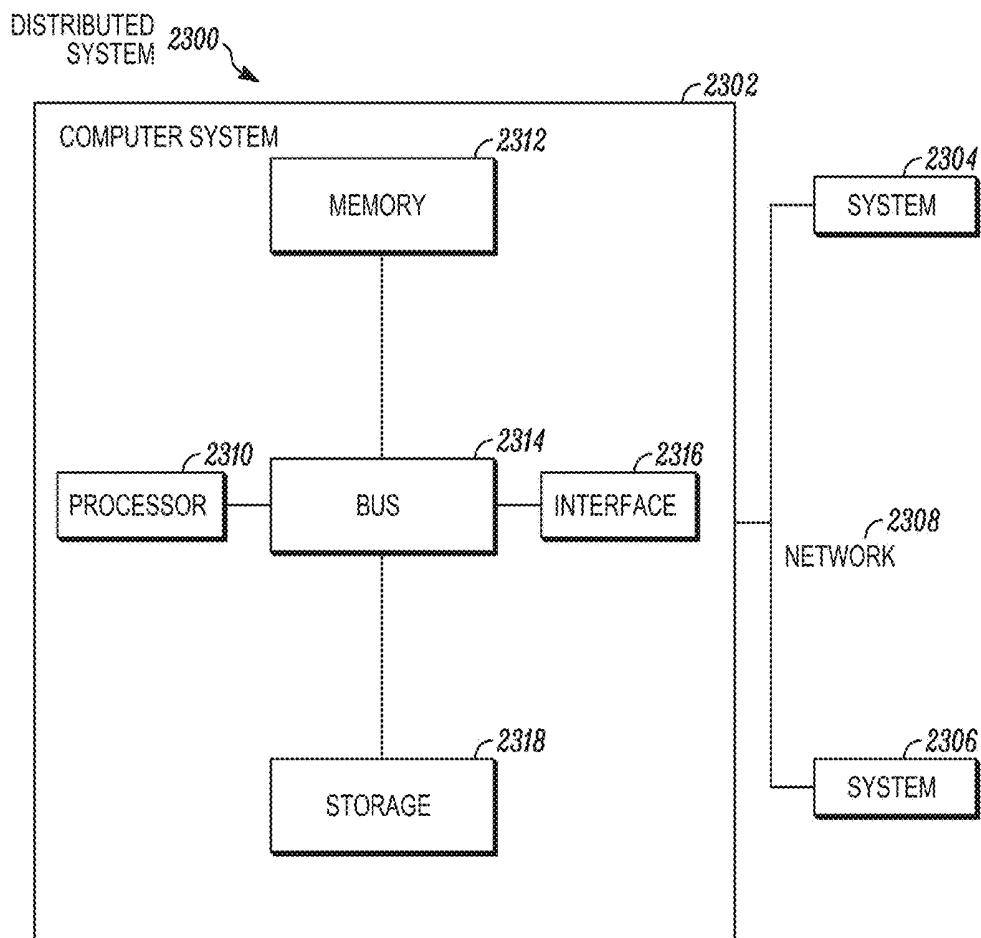 DISTRIBUTED
SYSTEM 2300
2302
COMPUTER SYSTEM
2312
MEMORY
2304
SYSTEM
2310
PROCESSOR
2314
BUS
2316
INTERFACE
2308
NETWORK
2318
STORAGE
2306
SYSTEM